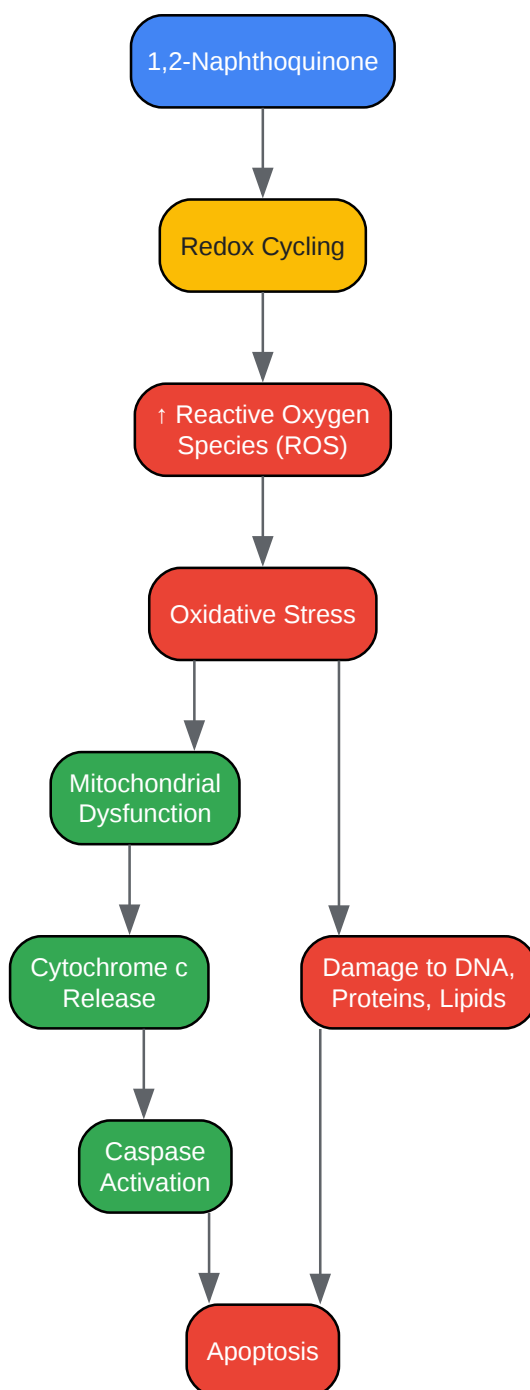 1,2-Naphthoquinone
Redox Cycling
↑ Reactive Oxygen
Species (ROS)
Oxidative Stress
Mitochondrial
Dysfunction
Cytochrome c
Release
Damage to DNA,
Proteins, Lipids
Caspase
Activation
Apoptosis